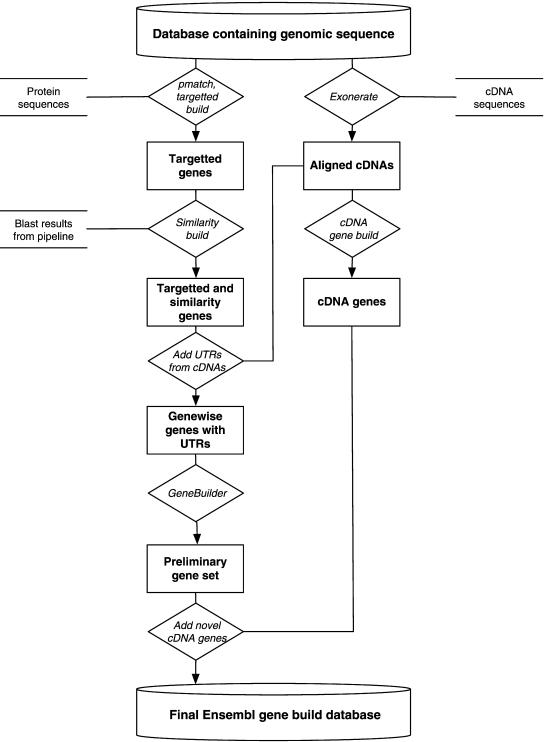 Database containing genomic sequence
Protein
sequences
pmatch,
targetted
build
Exonerate
cDNA
sequences
Targetted
genes
Aligned cDNAs
Blast results
from pipeline
Similarity
build
cDNA
gene build
Targetted and
similarity
genes
cDNA genes
Add UTRs
from cDNAs
Genewise
genes with
UTRs
GeneBuilder
Preliminary
gene set
Add novel
cDNA genes
Final Ensembl gene build database